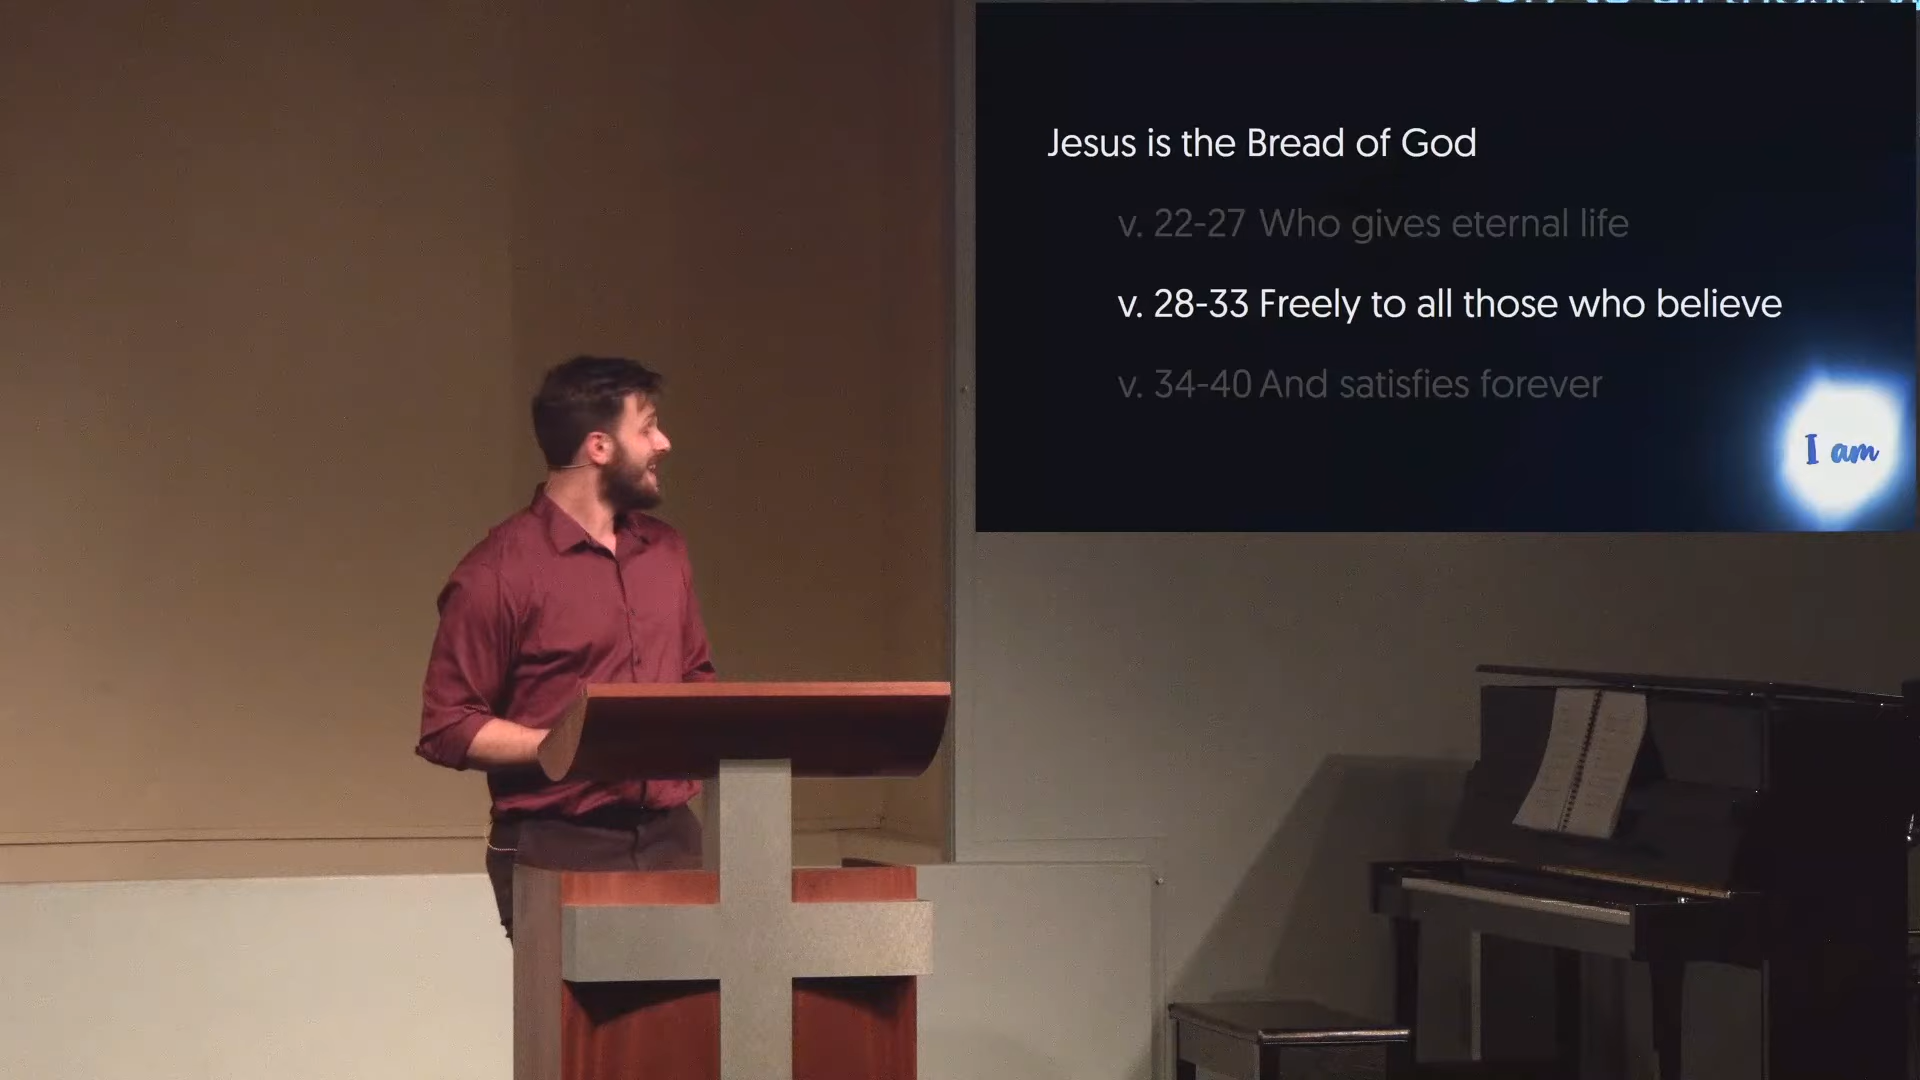 Jesus is the Bread of God
v. 22-27 Who gives eternal life
v. 28-33 Freely to all those who believe
v. 34-40 And satisfies forever
I am